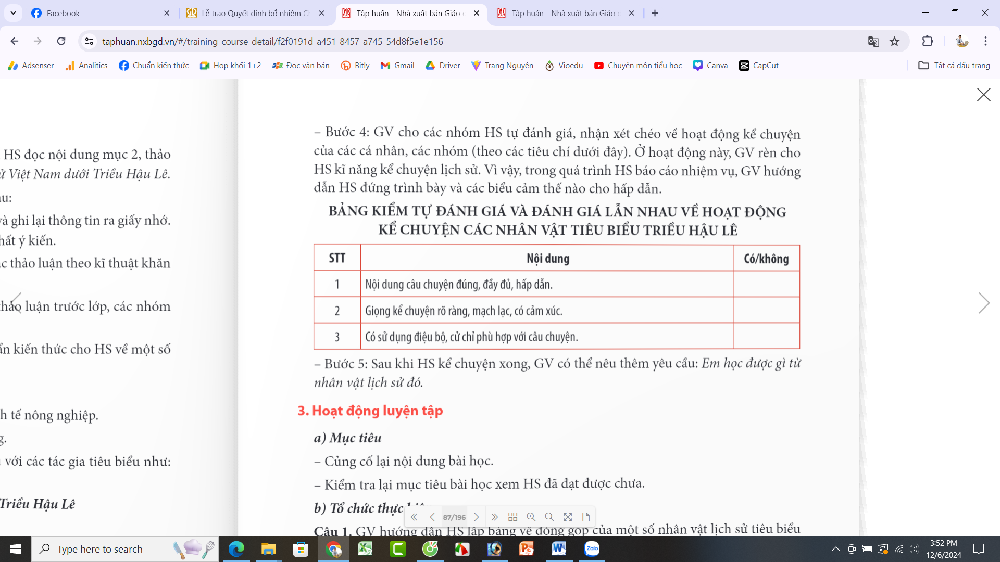 Facebook
Lễ trao Quyết định bổ nhiệm Ch
Tập huấn - Nhà xuất bản Giáo d
Tập huấn - Nhà xuất bản Giáo d
taphuan.nxbgd.vn/#/training-course-detail/f2f0191d-a451-8457-a745-54d8f5e1e156
Adsenser
Analitics
Chuẩn kiến thức
Họp khối 1+2
Đọc văn bản
Bitly
Gmail
Driver
Trạng Nguyên
Vioedu
Chuyên môn tiểu học
Canva
CapCut
Tất cả dấu trang
HS đọc nội dung mục 2, thảo
ử Việt Nam dưới Triều Hậu Lê.
au:
và ghi lại thông tin ra giấy nhớ.
hất ý kiến.
ác thảo luận theo kĩ thuật khăn
thảo luận trước lớp, các nhóm
ẩn kiến thức cho HS về một số
h tế nông nghiệp.
g.
với các tác gia tiêu biểu như:
Triều Hậu Lê
– Bước 4: GV cho các nhóm HS tự đánh giá, nhận xét chéo về hoạt động kể chuyện
của các cá nhân, các nhóm (theo các tiêu chí dưới đây). Ở hoạt động này, GV rèn cho
HS kĩ năng kể chuyện lịch sử. Vì vậy, trong quá trình HS báo cáo nhiệm vụ, GV hướng
dẫn HS đứng trình bày và các biểu cảm thế nào cho hấp dẫn.
BẢNG KIỂM TỰ ĐÁNH GIÁ VÀ ĐÁNH GIÁ LẪN NHAU VỀ HOẠT ĐỘNG
KỂ CHUYỆN CÁC NHÂN VẬT TIÊU BIỂU TRIỀU HẬU LÊ
STT Nội dung Có/không
1 Nội dung câu chuyện đúng, đầy đủ, hấp dẫn.
2 Giọng kể chuyện rõ ràng, mạch lạc, có cảm xúc.
3 Có sử dụng điệu bộ, cử chỉ phù hợp với câu chuyện.
– Bước 5: Sau khi HS kể chuyện xong, GV có thể nêu thêm yêu cầu: Em học được gì từ
nhân vật lịch sử đó.
3. Hoạt động luyện tập
a) Mục tiêu
– Củng cố lại nội dung bài học.
– Kiểm tra lại mục tiêu bài học xem HS đã đạt được chưa.
b) Tổ chức thực hiện
87/196
Câu 1. GV hướng dẫn HS lập bảng về đóng góp của một số nhân vật lịch sử tiêu biểu
Type here to search
Zalo
3:52 PM
12/6/2024